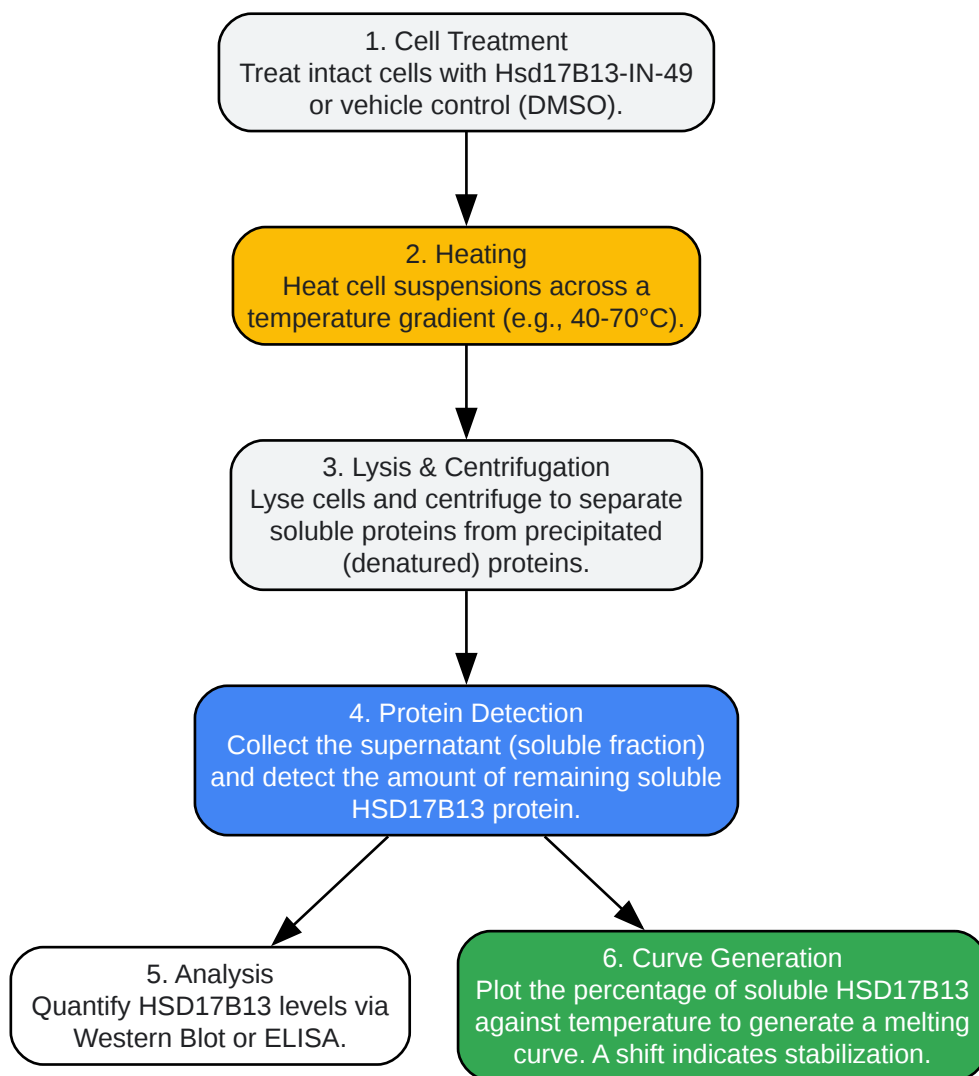 1. Cell Treatment
Treat intact cells with Hsd17B13-IN-49
or vehicle control (DMSO).
2. Heating
Heat cell suspensions across a
temperature gradient (e.g., 40-70°C).
3. Lysis & Centrifugation
Lyse cells and centrifuge to separate
soluble proteins from precipitated
(denatured) proteins.
4. Protein Detection
Collect the supernatant (soluble fraction)
and detect the amount of remaining soluble
HSD17B13 protein.
5. Analysis
Quantify HSD17B13 levels via
Western Blot or ELISA.
6. Curve Generation
Plot the percentage of soluble HSD17B13
against temperature to generate a melting
curve. A shift indicates stabilization.